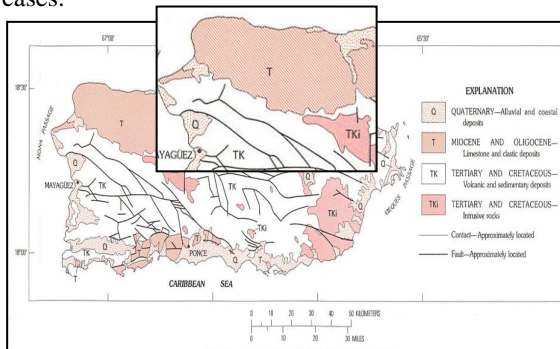 cases:
67°00'
65°30'
18°30'
T
MONA PASSAGE
T
Q
TKi
AYAGÜEZ
TK
EXPLANATION
Q QUATERNARY—Alluvial and coastal
deposits
T MIOCENE AND OLIGOCENE—
Limestone and clastic deposits
TK TERTIARY AND CRETACEOUS—
Volcanic and sedimentary deposits
TKi TERTIARY AND CRETACEOUS—
Intrusive rocks
Contact—Approximately located
Fault—Approximately located
Q
MAYAGÜEZ
TK
TK
Q
Q
VIEQUES PASSAGE
TKi
TKi
18°00'
TK
Q
T
PONCE
Q
T
T
CARIBBEAN SEA
0 10 20 30 40 50 KILOMETERS
0 10 20 30 MILES